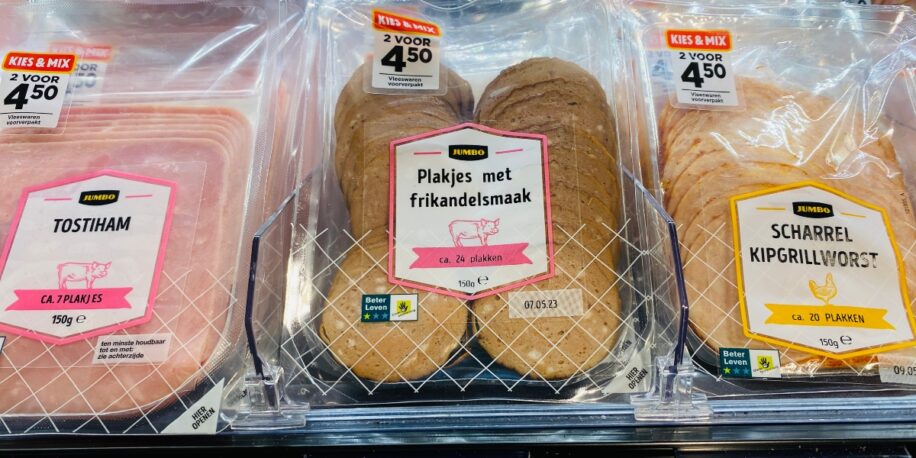 KIES & MIX
2 VOOR
4.50
Vleeswaren
voorverpakt
JUMBO
TOSTIHAM
CA. 7 PLAKJES
150g e
ten minste houdbaar
tot en met:
zie achterzijde
HIER
OPENEN
KIES & MIX
2 VOOR
4.50
Vleeswaren
voorverpakt
JUMBO
Plakjes met
frikandelsmaak
ca. 24 plakken
150g e
Beter
Leven
07.05.23
HIER
OPENEN
KIES & MIX
2 VOOR
4.50
Vleeswaren
voorverpakt
JUMBO
SCHARREL
KIPGRILLWORST
ca. 20 PLAKKEN
150g e
Beter
Leven
09.05